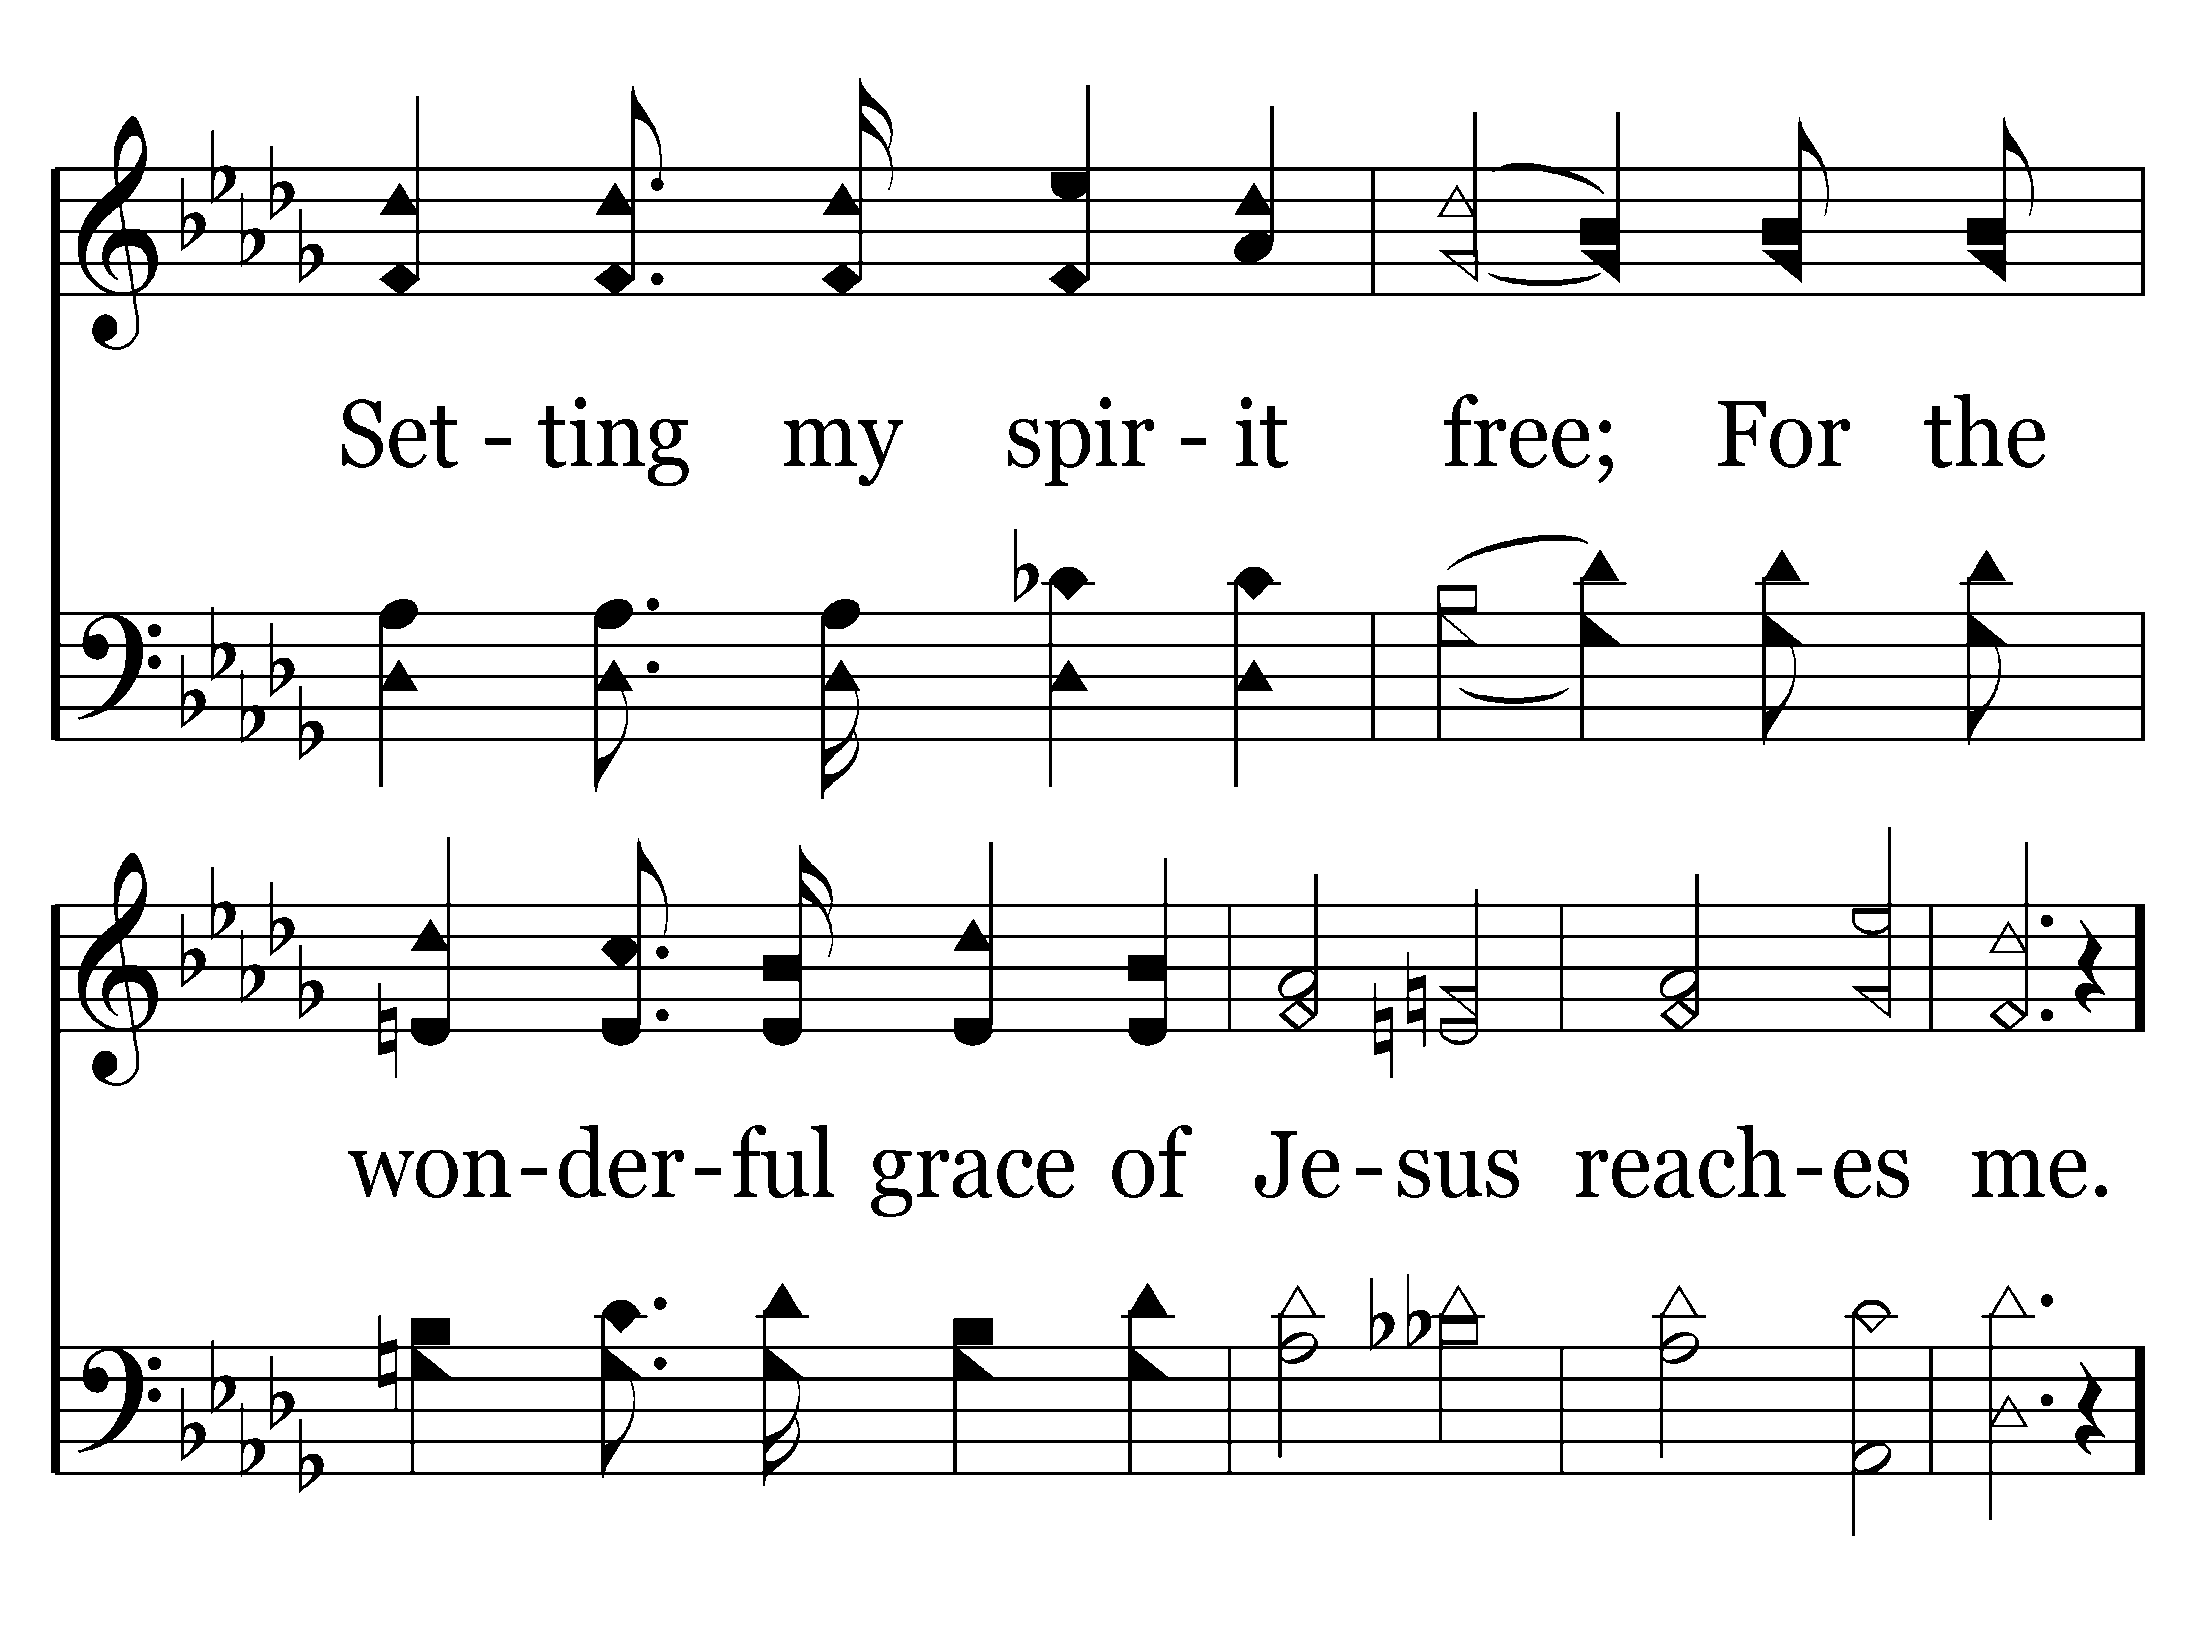 Set - ting my spir - it free; For the
won-der-ful grace of Je-sus reach-es me.